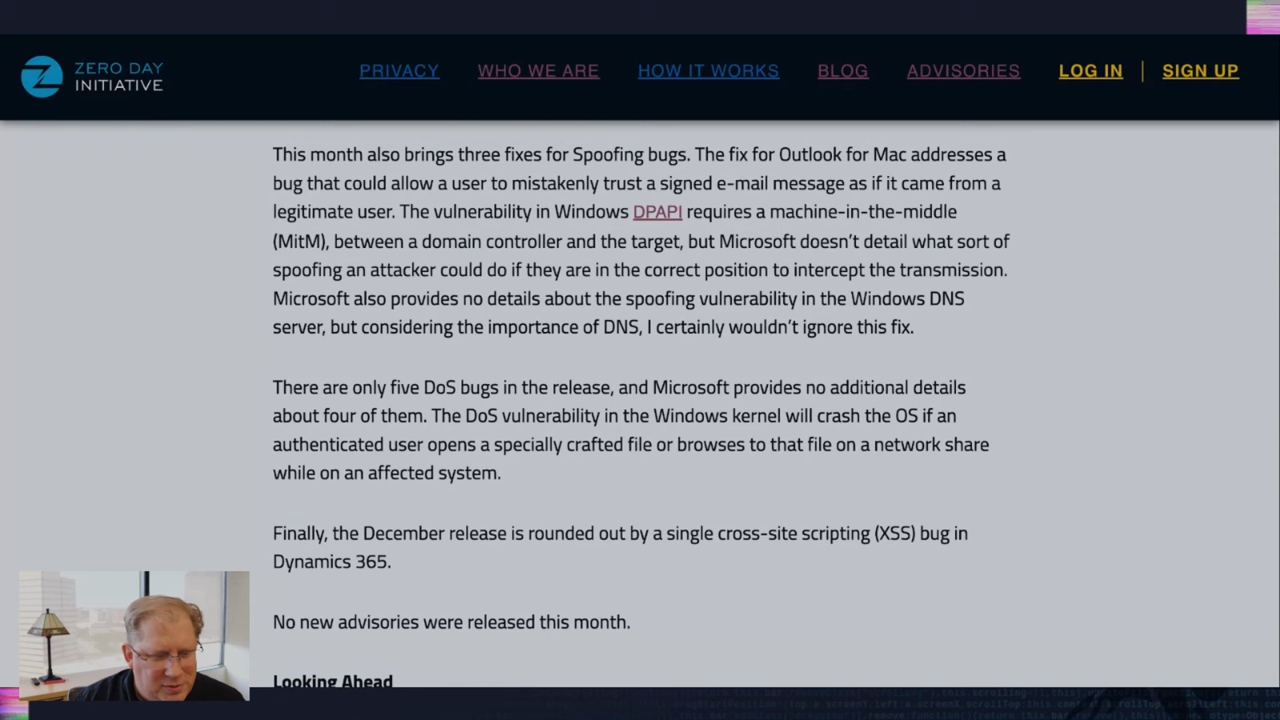 ZERO DAY
INITIATIVE
PRIVACY WHO WE ARE HOW IT WORKS BLOG ADVISORIES LOG IN | SIGN UP
This month also brings three fixes for Spoofing bugs. The fix for Outlook for Mac addresses a
bug that could allow a user to mistakenly trust a signed e-mail message as if it came from a
legitimate user. The vulnerability in Windows DPAPI requires a machine-in-the-middle
(MitM), between a domain controller and the target, but Microsoft doesn't detail what sort of
spoofing an attacker could do if they are in the correct position to intercept the transmission.
Microsoft also provides no details about the spoofing vulnerability in the Windows DNS
server, but considering the importance of DNS, I certainly wouldn't ignore this fix.
There are only five DoS bugs in the release, and Microsoft provides no additional details
about four of them. The DoS vulnerability in the Windows kernel will crash the OS if an
authenticated user opens a specially crafted file or browses to that file on a network share
while on an affected system.
Finally, the December release is rounded out by a single cross-site scripting (XSS) bug in
Dynamics 365.
No new advisories were released this month.
Looking Ahead